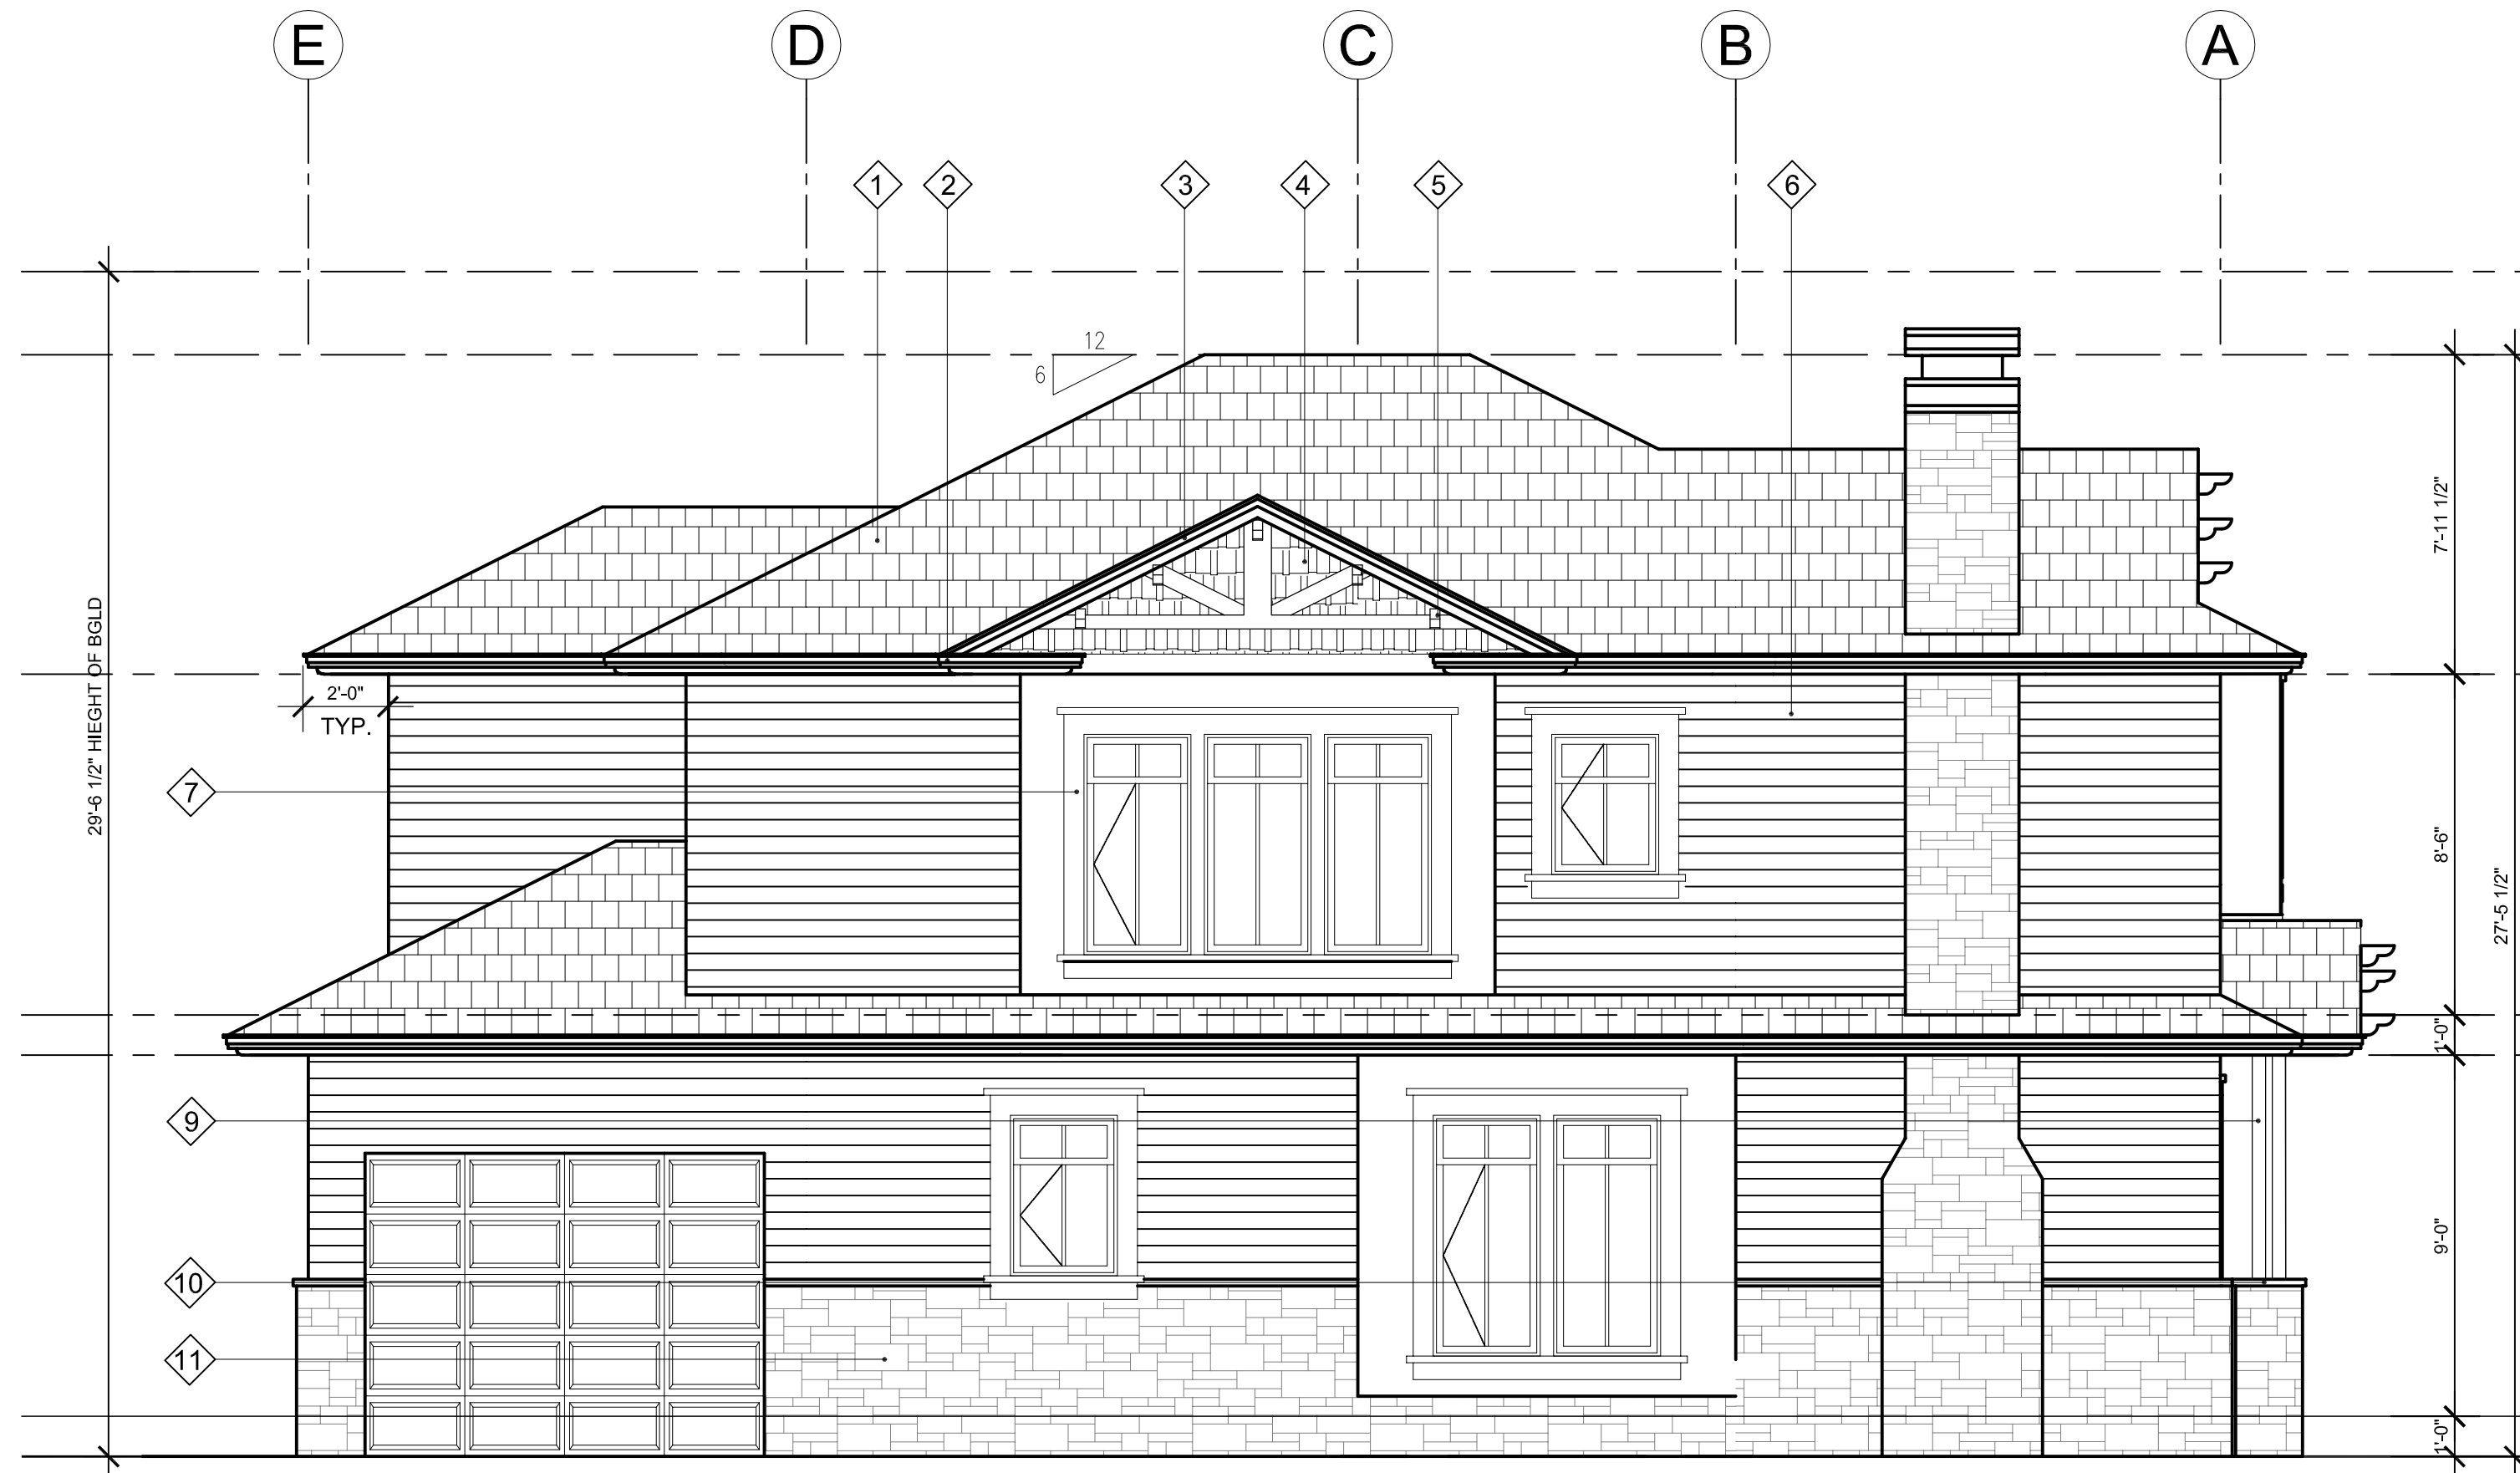 E
D
C
B
A
1
2
3
4
5
6
12
6
29'-6 1/2" HIEGHT OF BGLD
2'-0"
TYP.
7
9
10
11
7'-11 1/2"
8'-6"
1'-0"
9'-0"
1'-0"
27'-5 1/2"